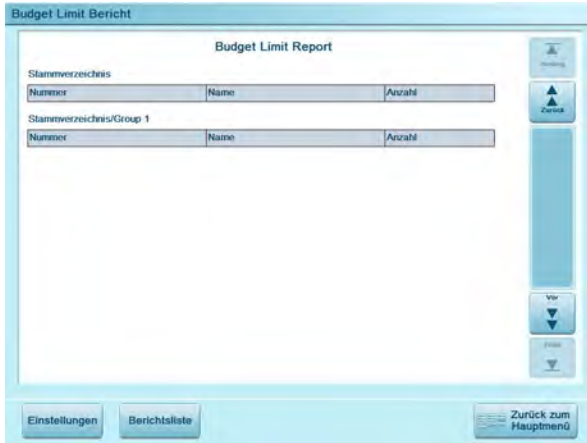 Budget Limit Bericht
Budget Limit Report
Stammverzeichnis
Nummer Name Anzahl
Stammverzeichnis/Group 1
Nummer Name Anzahl
Zurück
Vor
Einstellungen
Berichtsliste
Zurück zum
Hauptmenü